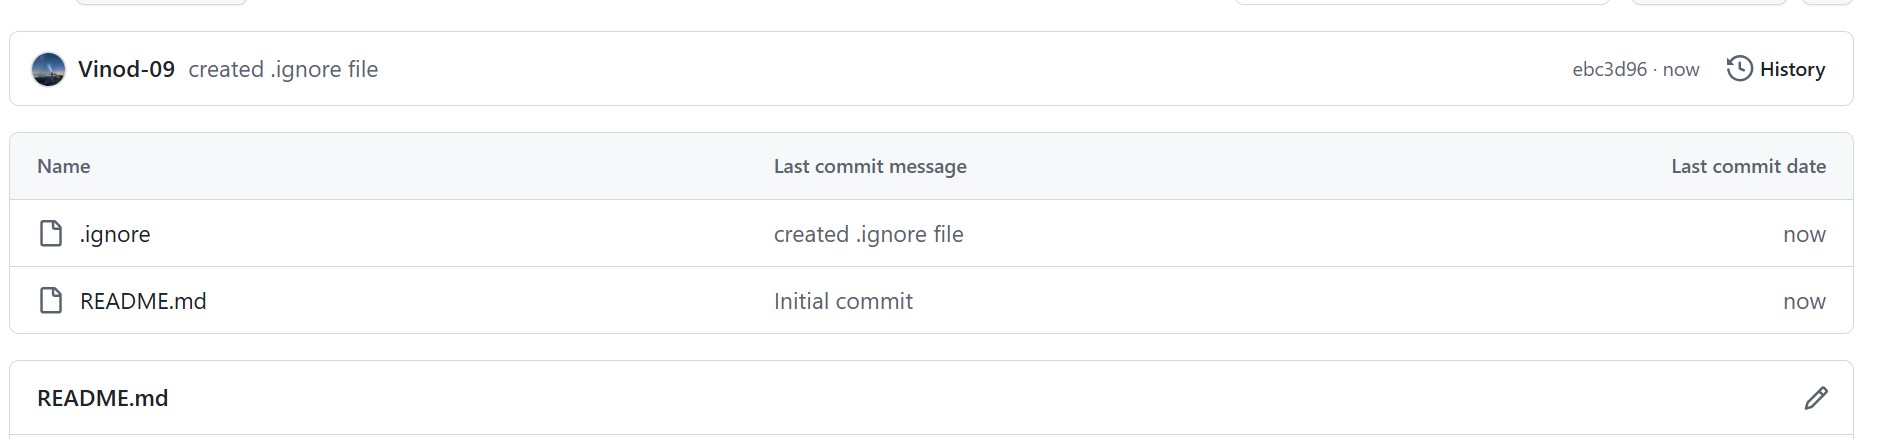 Vinod-09 created .ignore file ebc3d96 · now History
Name Last commit message Last commit date
.ignore created .ignore file now
README.md Initial commit now
README.md